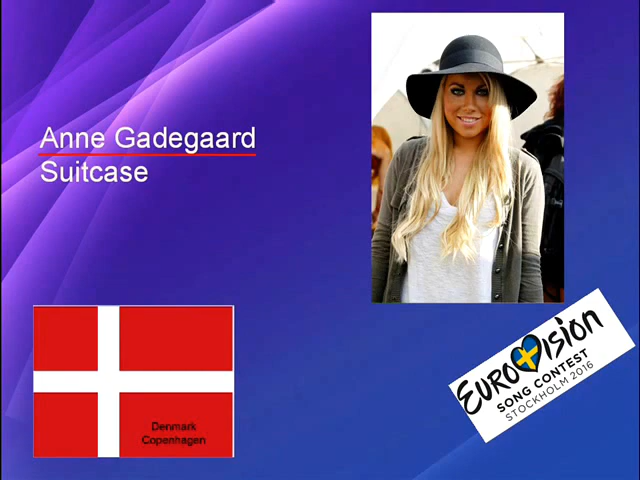 Anne Gadegaard
Suitcase
Denmark
Copenhagen
EUROVISION
SONG CONTEST
STOCKHOLM 2016